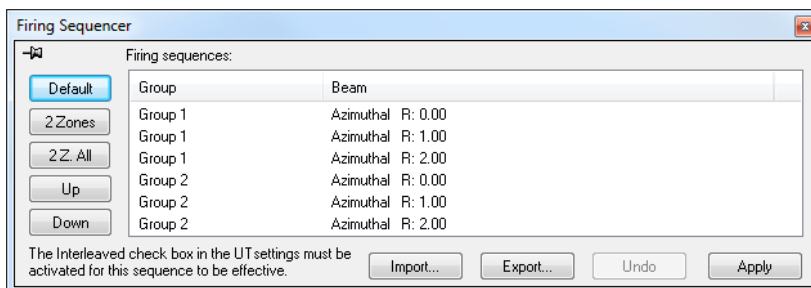 Firing Sequencer
Firing sequences:
Default
2 Zones
2 Z. All
Up
Down
Group Beam
Group 1 Azimuthal R: 0.00
Group 1 Azimuthal R: 1.00
Group 1 Azimuthal R: 2.00
Group 2 Azimuthal R: 0.00
Group 2 Azimuthal R: 1.00
Group 2 Azimuthal R: 2.00
The Interleaved check box in the UT settings must be
activated for this sequence to be effective.
Import... Export... Undo Apply